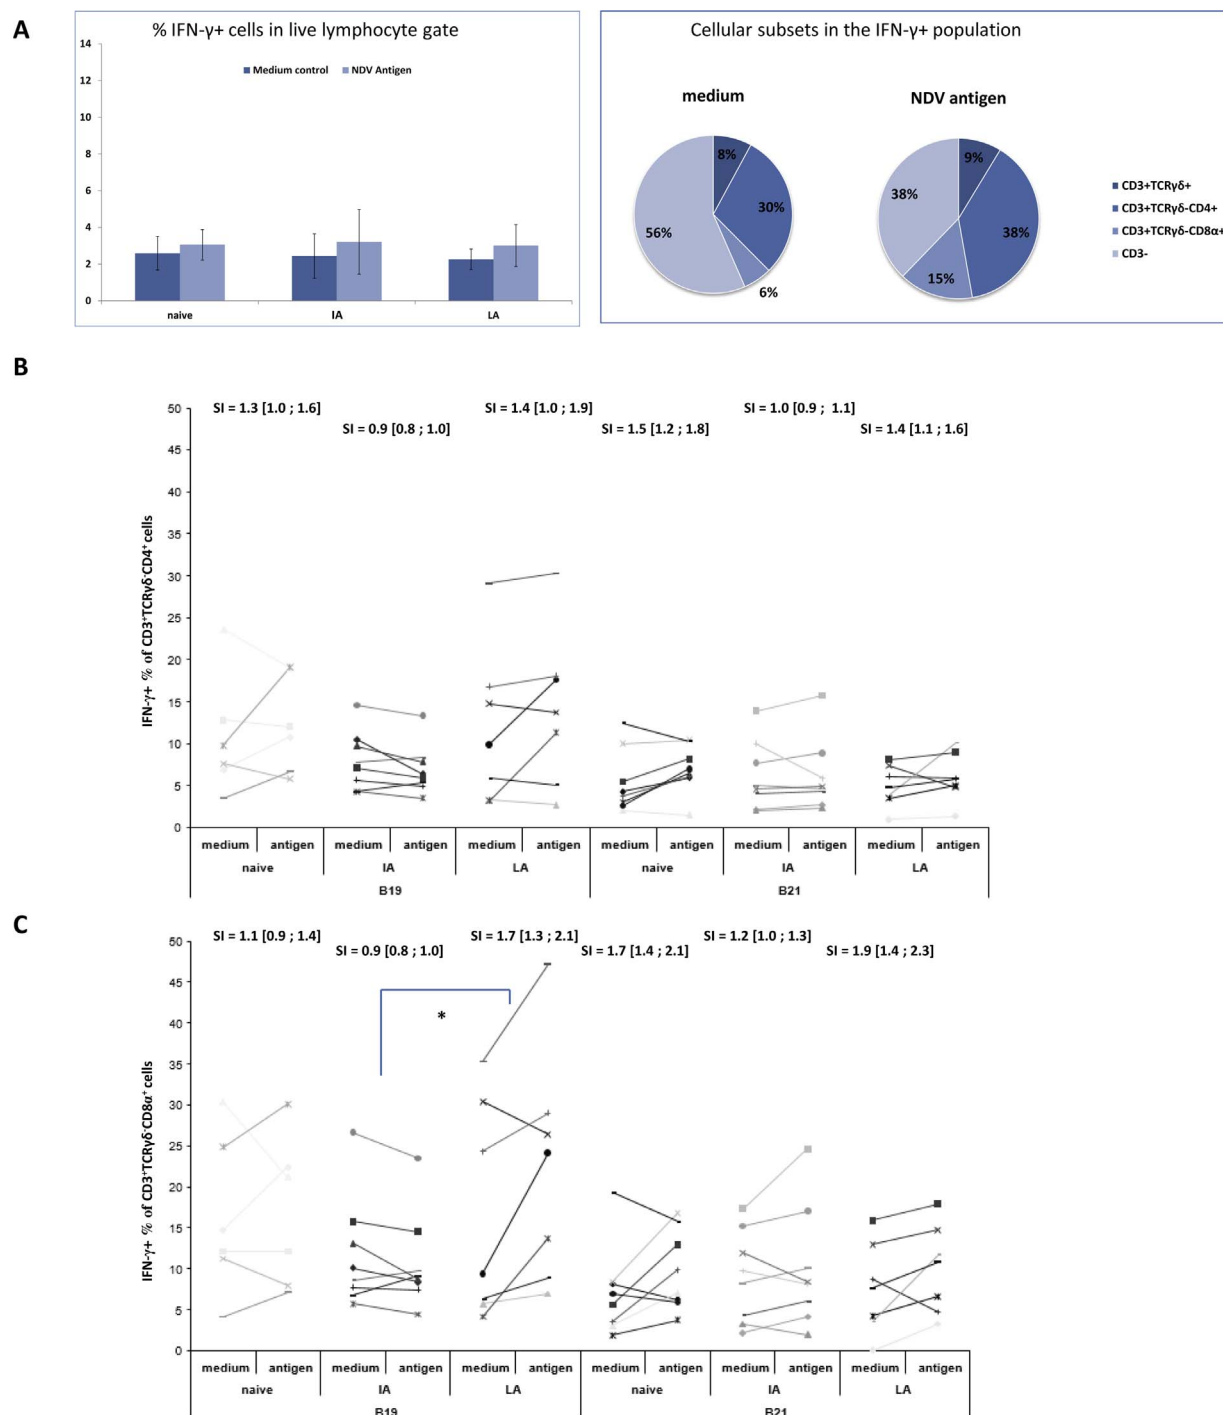 A
% IFN-γ+ cells in live lymphocyte gate
14
12
10
8
6
4
2
0
Medium control
NDV Antigen
naive
IA
LA
Cellular subsets in the IFN-γ+ population
medium
NDV antigen
8%
30%
6%
56%
9%
38%
15%
38%
CD3+TCRγδ+
CD3+TCRγδ-CD4+
CD3+TCRγδ-CD8α+
CD3-
B
SI = 1.3 [1.0 ; 1.6]
SI = 0.9 [0.8 ; 1.0]
SI = 1.4 [1.0 ; 1.9]
SI = 1.5 [1.2 ; 1.8]
SI = 1.0 [0.9 ; 1.1]
SI = 1.4 [1.1 ; 1.6]
IFN-γ+ % of CD3⁺TCRγδ⁻CD4⁺ cells
50
45
40
35
30
25
20
15
10
5
0
medium antigen medium antigen medium antigen medium antigen medium antigen medium antigen
naive IA LA naive IA LA
B19 B21
C
SI = 1.1 [0.9 ; 1.4]
SI = 0.9 [0.8 ; 1.0]
SI = 1.7 [1.3 ; 2.1]
SI = 1.7 [1.4 ; 2.1]
SI = 1.2 [1.0 ; 1.3]
SI = 1.9 [1.4 ; 2.3]
*
IFN-γ+ % of CD3⁺TCRγδ⁻CD8α⁺ cells
50
45
40
35
30
25
20
15
10
5
0
medium antigen medium antigen medium antigen medium antigen medium antigen medium antigen
naive IA LA naive IA LA
B19 B21